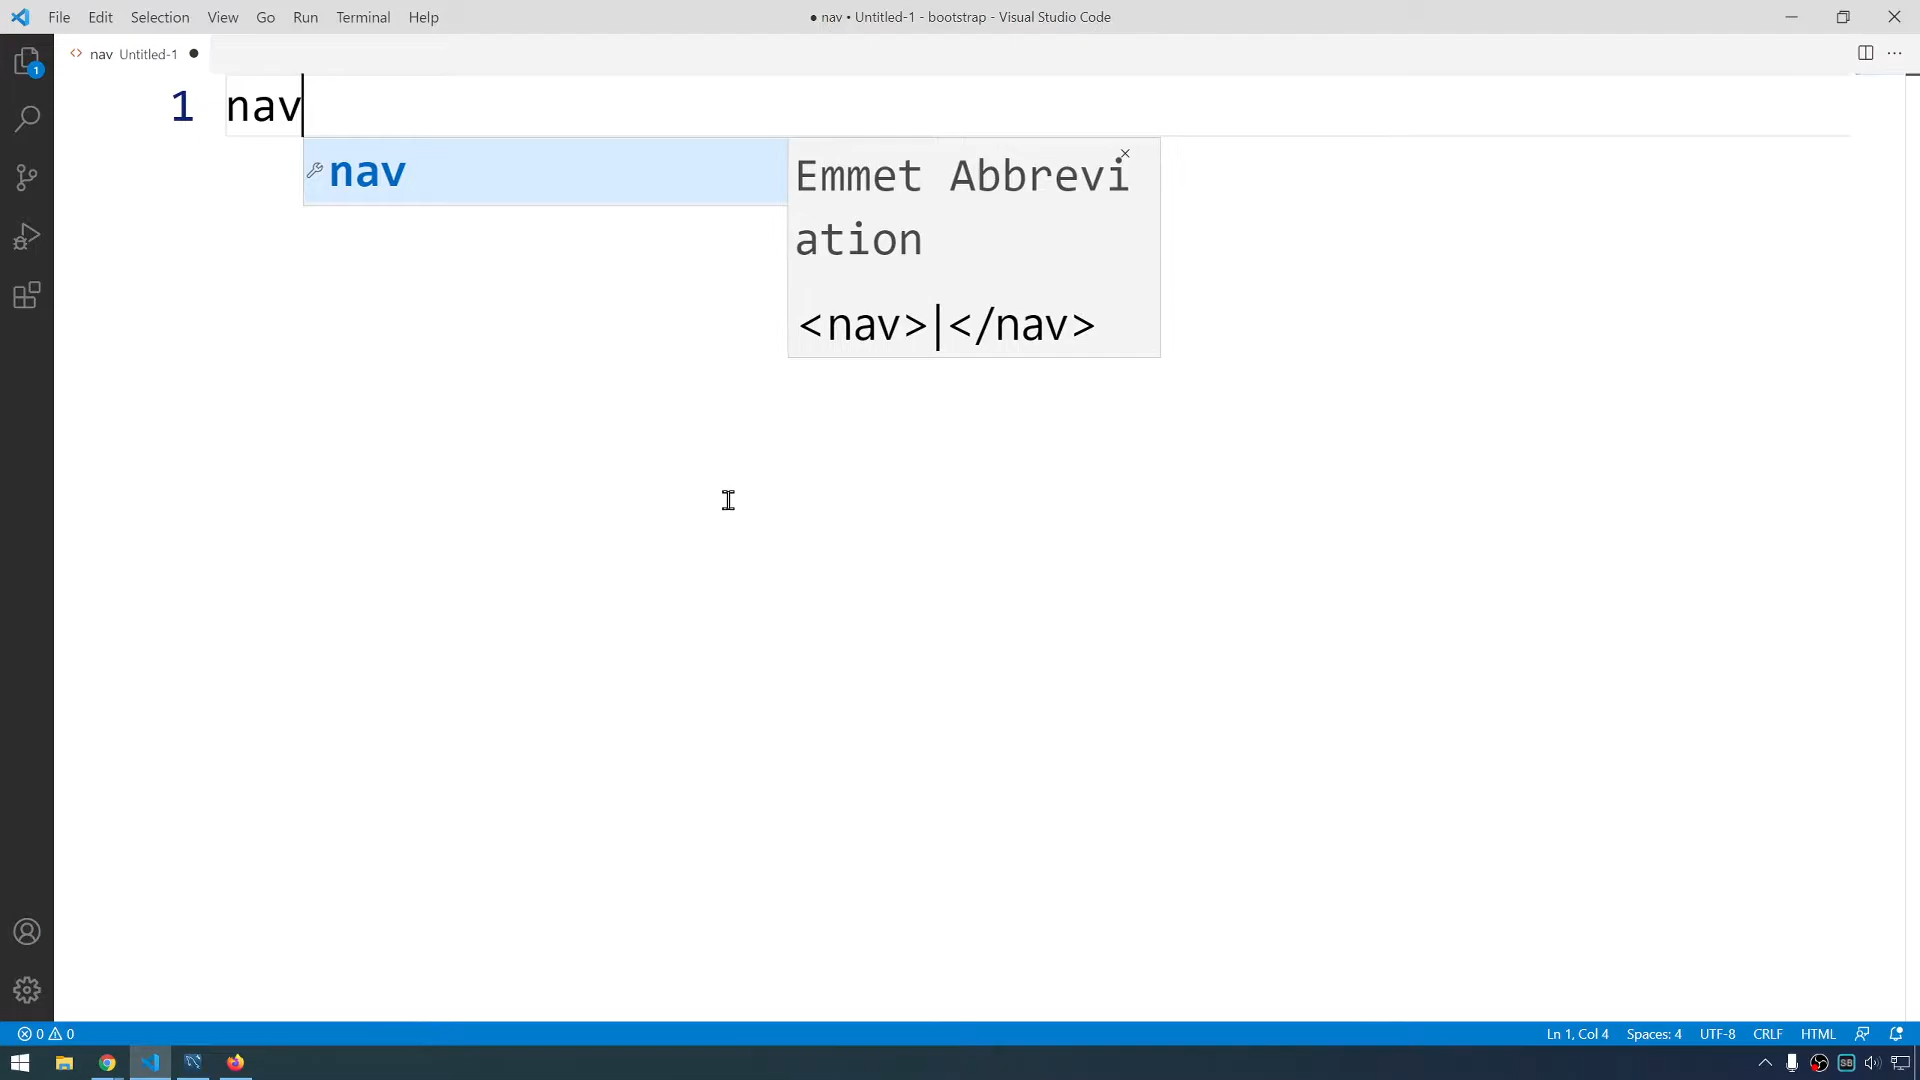 File Edit Selection View Go Run Terminal Help
● nav • Untitled-1 - bootstrap - Visual Studio Code
nav Untitled-1 ●
1
1 nav
nav
Emmet Abbrevi
ation
<nav>|</nav>
0 0
Ln 1, Col 4 Spaces: 4 UTF-8 CRLF HTML
SB